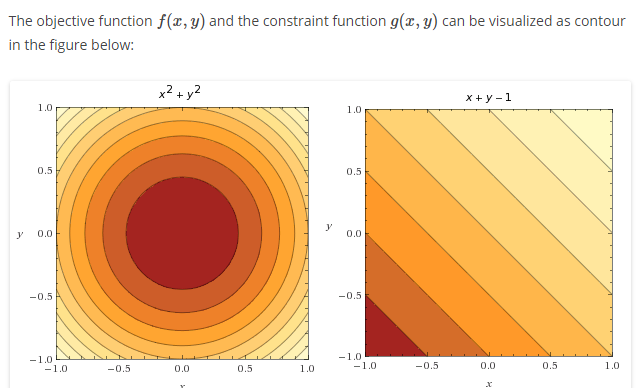 The objective function f(x, y) and the constraint function g(x, y) can be visualized as contour
in the figure below:
x² + y²
1.0
0.5
y 0.0
−0.5
−1.0
−1.0 −0.5 0.0 0.5 1.0
x + y − 1
1.0
0.5
y 0.0
−0.5
−1.0
−1.0 −0.5 0.0 0.5 1.0
x